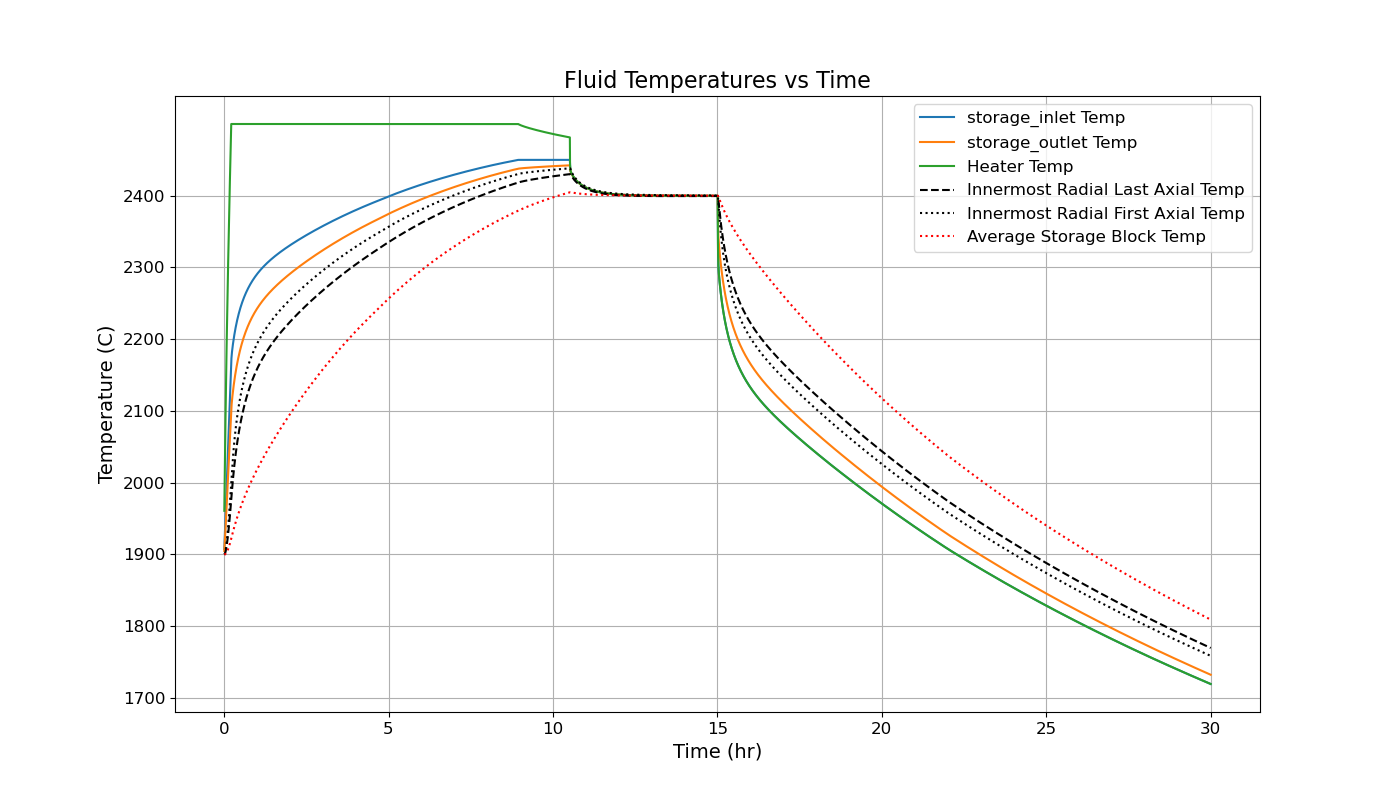 Fluid Temperatures vs Time
storage_inlet Temp
storage_outlet Temp
Heater Temp
Innermost Radial Last Axial Temp
Innermost Radial First Axial Temp
Average Storage Block Temp
Temperature (C)
2400
2300
2200
2100
2000
1900
1800
1700
0 5 10 15 20 25 30
Time (hr)